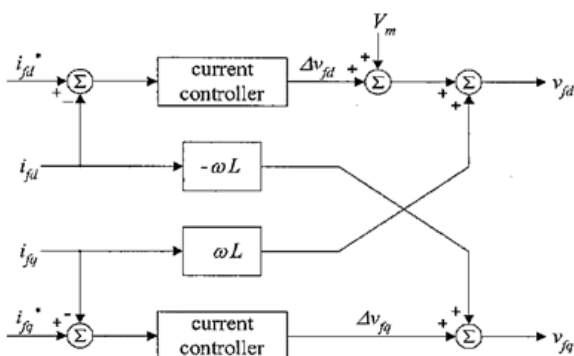 V_m
i_fd*
Σ
current
controller
Δv_fd
Σ
Σ
v_fd
+
−
+
+
+
+
i_fd
- ωL
i_fq
ωL
i_fq*
+
−
Σ
current
controller
Δv_fq
+
+
Σ
v_fq